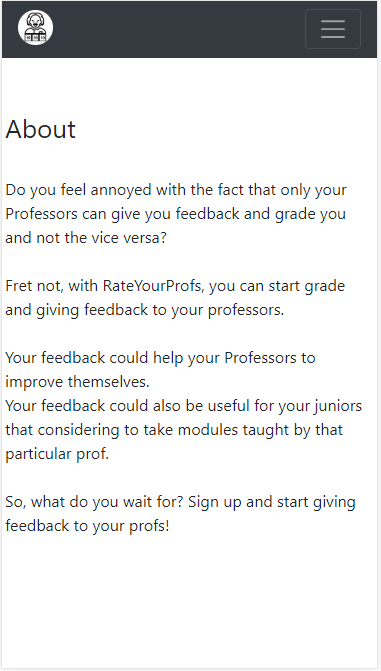 About
Do you feel annoyed with the fact that only your
Professors can give you feedback and grade you
and not the vice versa?
Fret not, with RateYourProfs, you can start grade
and giving feedback to your professors.
Your feedback could help your Professors to
improve themselves.
Your feedback could also be useful for your juniors
that considering to take modules taught by that
particular prof.
So, what do you wait for? Sign up and start giving
feedback to your profs!